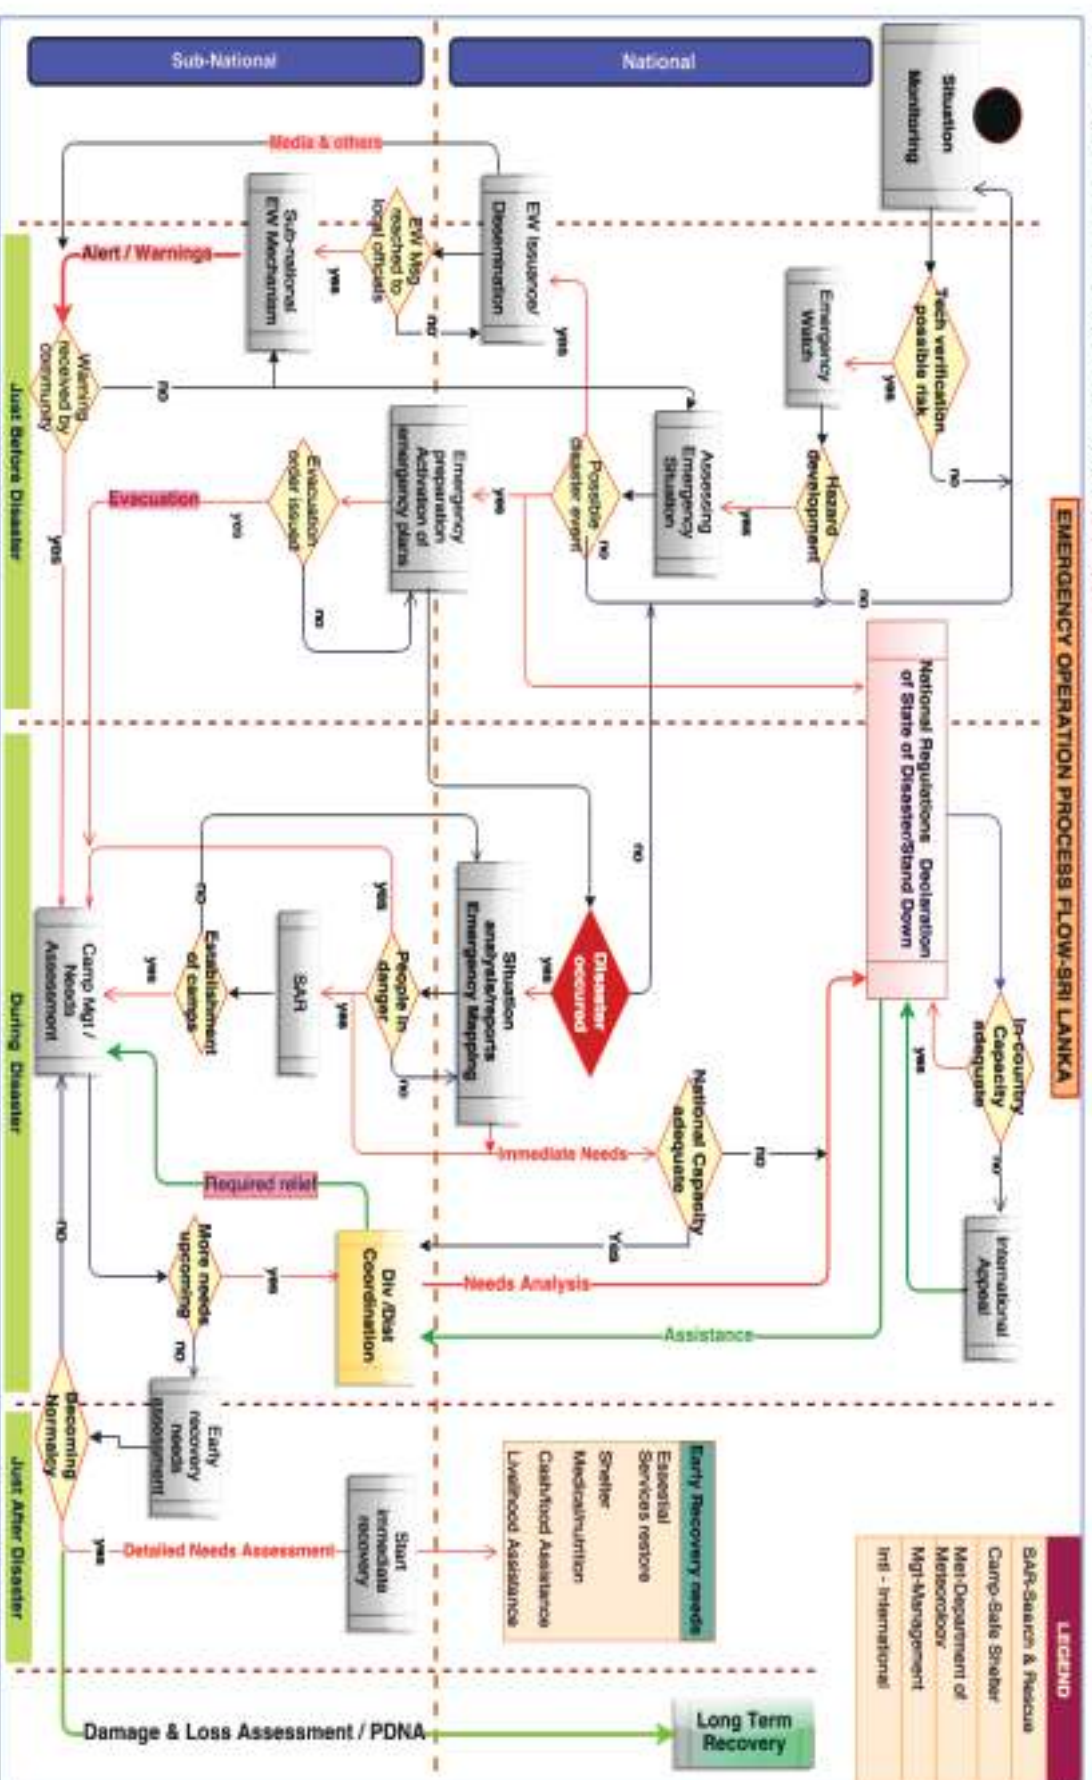 EMERGENCY OPERATION PROCESS FLOW-SRI LANKA
National
Sub-National
Situation
Monitoring
Tech verification
possible risk
yes
no
Emergency
Watch
Hazard
development
yes
no
Assessing
Emergency
Situation
Possible
disaster event
no
yes
yes
EW Issuance/
Dissemination
Media & others
EW Msg
reached to
local officials
no
yes
Sub-national
EW Mechanism
Alert / Warnings
Warning
received by
community
no
yes
Emergency
preparation
Activation of
emergency plans
Evacuation
order issued
no
yes
Evacuation
Just Before Disaster
National Regulations Declaration
of State of Disaster/Stand Down
In-country
Capacity
adequate
yes
no
International
Appeal
Disaster
occured
no
yes
Situation
analysis/reports
Emergency Mapping
People in
danger
yes
no
yes
SAR
Establishment
of camps
no
yes
Camp Mgt /
Needs
Assessment
Immediate Needs
National Capacity
adequate
no
Yes
Needs Analysis
Assistance
Div /Dist
Coordination
Required relief
More needs
upcoming
yes
no
During Disaster
Early
recovery
needs
assessment
Becoming
Normalcy
no
yes
Detailed Needs Assessment
Start
immediate
recovery
Early Recovery needs
Essential
Services restore
Shelter
Medical/nutrition
Cash/food Assistance
Livelihood Assistance
Just After Disaster
Damage & Loss Assessment / PDNA
Long Term
Recovery
LEGEND
SAR-Search & Rescue
Camp-Safe Shelter
Met-Department of
Meteoroloov
Mgt-Management
Intl - International